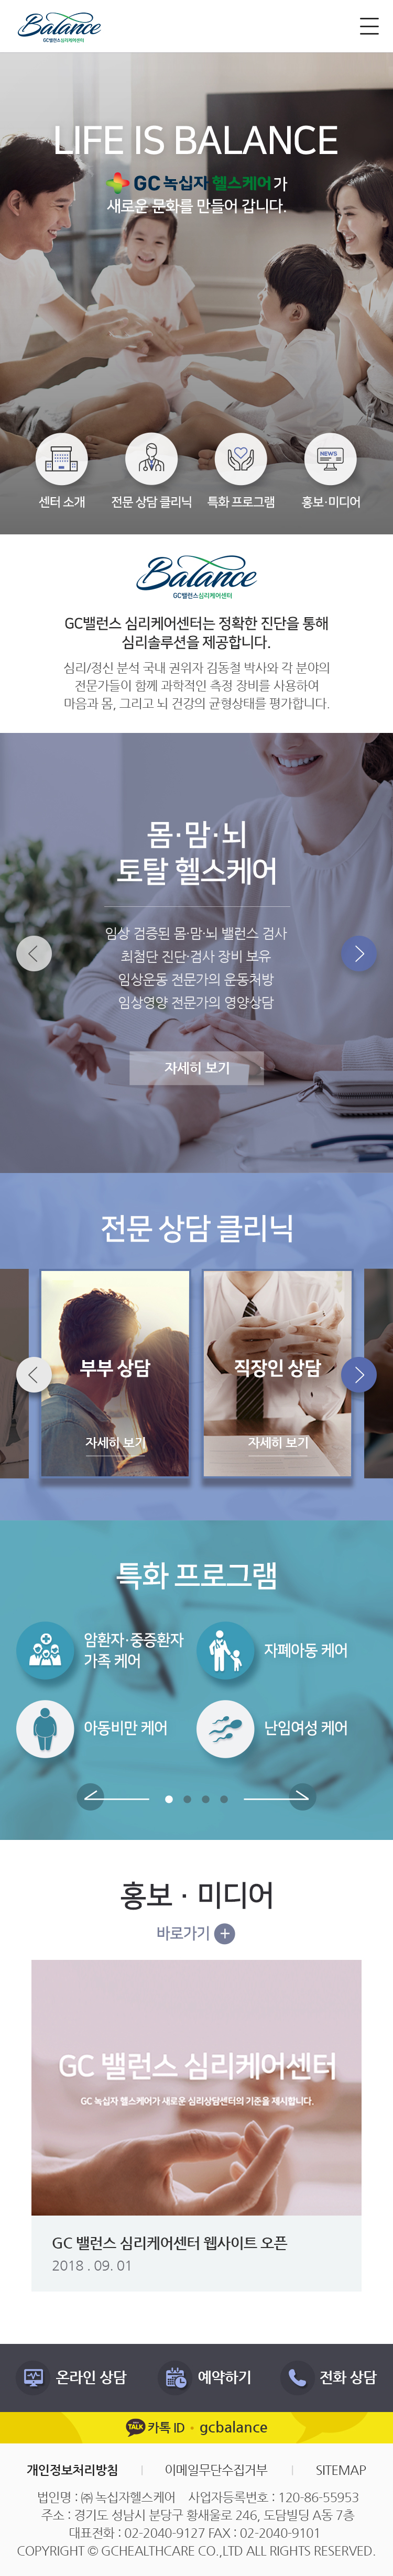 Balance
GC밸런스심리케어센터
LIFE IS BALANCE
GC 녹십자 헬스케어가
새로운 문화를 만들어 갑니다.
센터 소개
전문 상담 클리닉
특화 프로그램
NEWS
홍보·미디어
Balance
GC밸런스심리케어센터
GC밸런스 심리케어센터는 정확한 진단을 통해
심리솔루션을 제공합니다.
심리/정신 분석 국내 권위자 김동철 박사와 각 분야의
전문가들이 함께 과학적인 측정 장비를 사용하여
마음과 몸, 그리고 뇌 건강의 균형상태를 평가합니다.
몸·맘·뇌
토탈 헬스케어
임상 검증된 몸·맘·뇌 밸런스 검사
최첨단 진단·검사 장비 보유
임상운동 전문가의 운동처방
임상영양 전문가의 영양상담
자세히 보기
전문 상담 클리닉
부부 상담
직장인 상담
자세히 보기
자세히 보기
특화 프로그램
암환자·중증환자
가족 케어
자폐아동 케어
아동비만 케어
난임여성 케어
홍보 · 미디어
바로가기
GC 밸런스 심리케어센터
GC 녹십자 헬스케어가 새로운 심리상담센터의 기준을 제시합니다.
GC 밸런스 심리케어센터 웹사이트 오픈
2018 . 09. 01
온라인 상담
예약하기
전화 상담
TALK 카톡 ID · gcbalance
개인정보처리방침 | 이메일무단수집거부 | SITEMAP
법인명 : ㈜ 녹십자헬스케어 사업자등록번호 : 120-86-55953
주소 : 경기도 성남시 분당구 황새울로 246, 도담빌딩 A동 7층
대표전화 : 02-2040-9127 FAX : 02-2040-9101
COPYRIGHT © GCHEALTHCARE CO.,LTD ALL RIGHTS RESERVED.